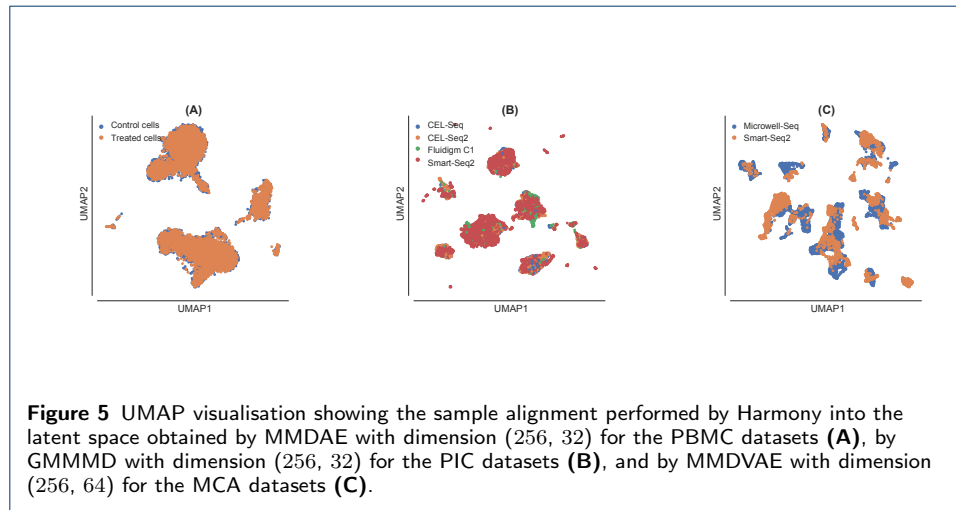 (A)
Control cells
Treated cells
UMAP2
UMAP1
(B)
CEL-Seq
CEL-Seq2
Fluidigm C1
Smart-Seq2
UMAP2
UMAP1
(C)
Microwell-Seq
Smart-Seq2
UMAP2
UMAP1
Figure 5 UMAP visualisation showing the sample alignment performed by Harmony into the
latent space obtained by MMDAE with dimension (256, 32) for the PBMC datasets (A), by
GMMMD with dimension (256, 32) for the PIC datasets (B), and by MMDVAE with dimension
(256, 64) for the MCA datasets (C).